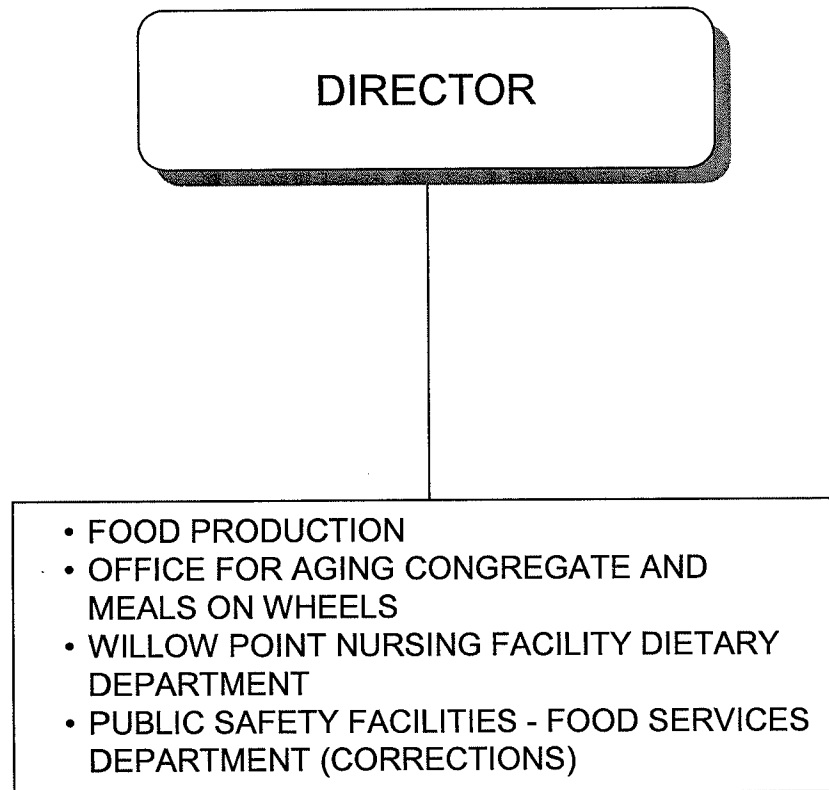 DIRECTOR
• FOOD PRODUCTION
• OFFICE FOR AGING CONGREGATE AND
MEALS ON WHEELS
• WILLOW POINT NURSING FACILITY DIETARY
DEPARTMENT
• PUBLIC SAFETY FACILITIES - FOOD SERVICES
DEPARTMENT (CORRECTIONS)